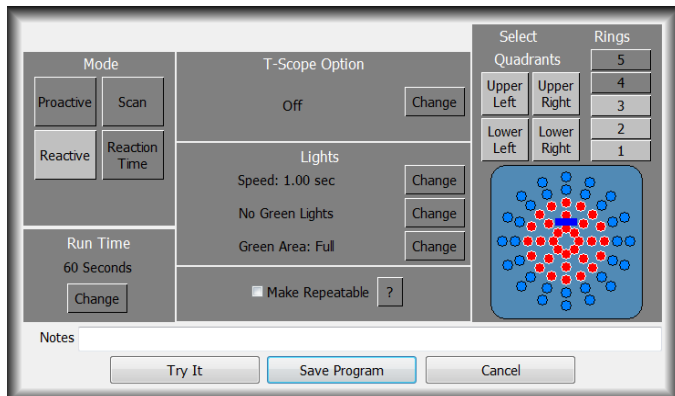 Mode
Proactive
Scan
Reactive
Reaction
Time
Run Time
60 Seconds
Change
T-Scope Option
Off
Change
Lights
Speed: 1.00 sec
Change
No Green Lights
Change
Green Area: Full
Change
Make Repeatable
?
Select
Quadrants
Upper
Left
Upper
Right
Lower
Left
Lower
Right
Rings
5
4
3
2
1
Notes
Try It
Save Program
Cancel